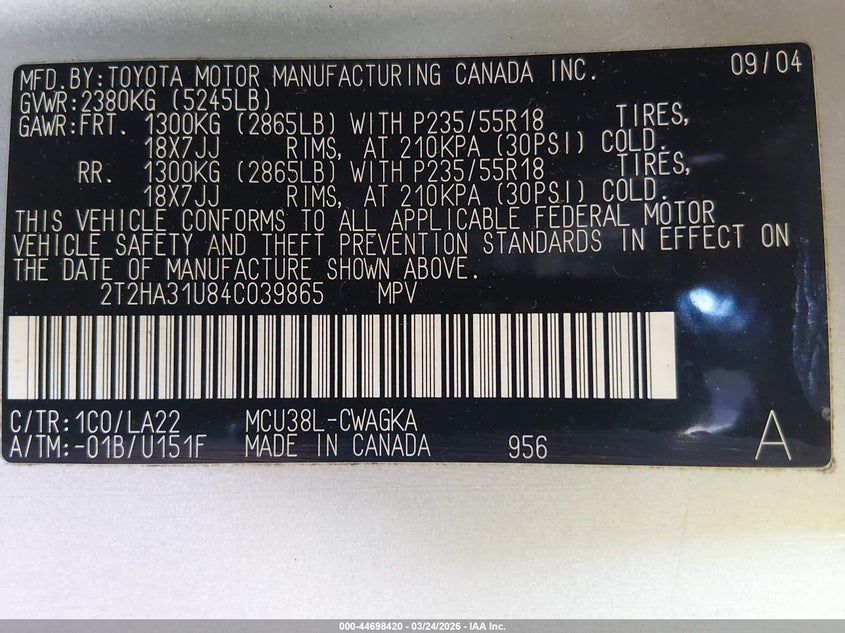 MFD.BY:TOYOTA MOTOR MANUFACTURING CANADA INC. 09/04
GVWR:2380KG (5245LB)
GAWR:FRT. 1300KG (2865LB) WITH P235/55R18 TIRES,
18X7JJ RIMS, AT 210KPA (30PSI) COLD.
RR. 1300KG (2865LB) WITH P235/55R18 TIRES,
18X7JJ RIMS, AT 210KPA (30PSI) COLD.
THIS VEHICLE CONFORMS TO ALL APPLICABLE FEDERAL MOTOR
VEHICLE SAFETY AND THEFT PREVENTION STANDARDS IN EFFECT ON
THE DATE OF MANUFACTURE SHOWN ABOVE.
2T2HA31U84C039865 MPV
C/TR:1C0/LA22 MCU38L-CWAGKA
A/TM:-01B/U151F MADE IN CANADA 956 A
000-44698420 - 03/24/2026 - IAA Inc.